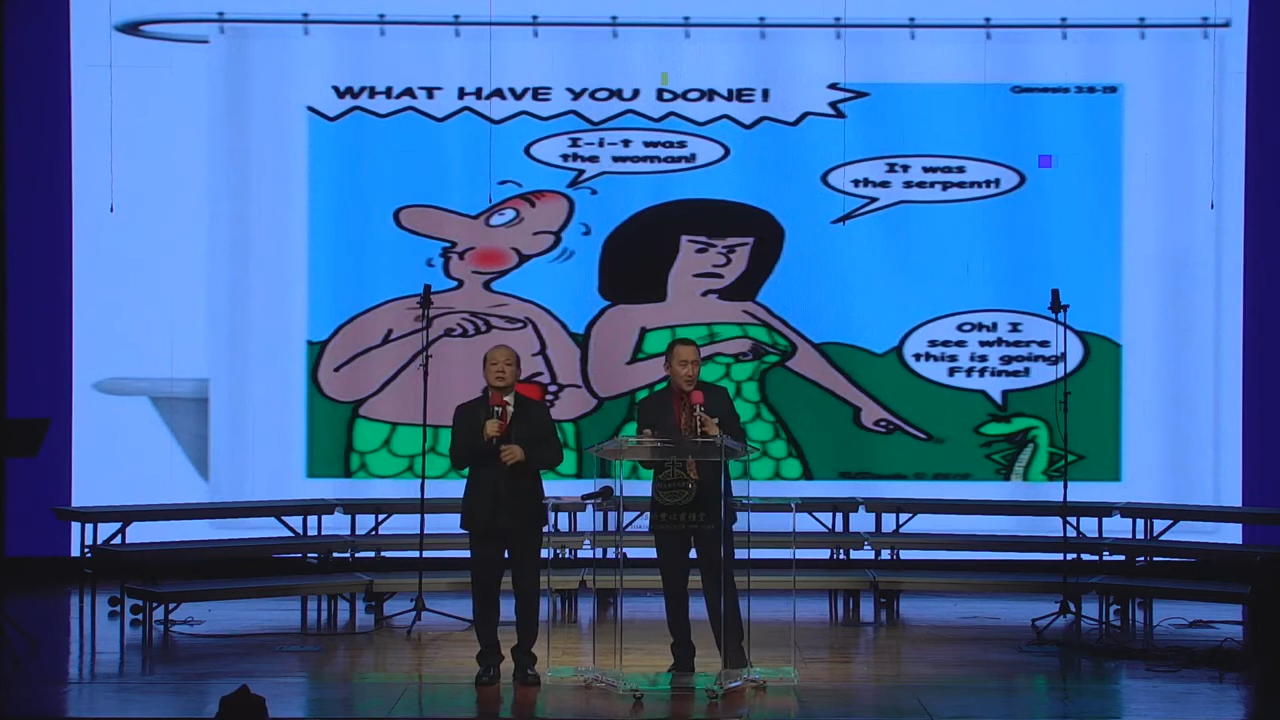 WHAT HAVE YOU DONE!
Genesis 3:8-19
I-i-t was
the woman!
It was
the serpent!
Oh! I
see where
this is going!
Fffine!